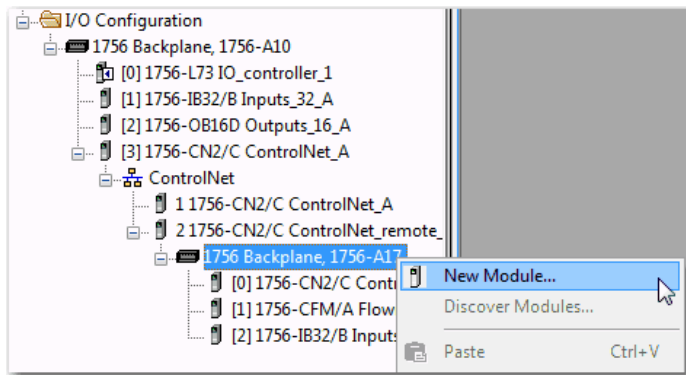 I/O Configuration
1756 Backplane, 1756-A10
[0] 1756-L73 IO_controller_1
[1] 1756-IB32/B Inputs_32_A
[2] 1756-OB16D Outputs_16_A
[3] 1756-CN2/C ControlNet_A
ControlNet
1 1756-CN2/C ControlNet_A
2 1756-CN2/C ControlNet_remote_
1756 Backplane, 1756-A17
[0] 1756-CN2/C Cont
[1] 1756-CFM/A Flow
[2] 1756-IB32/B Inputs
New Module...
Discover Modules...
Paste Ctrl+V